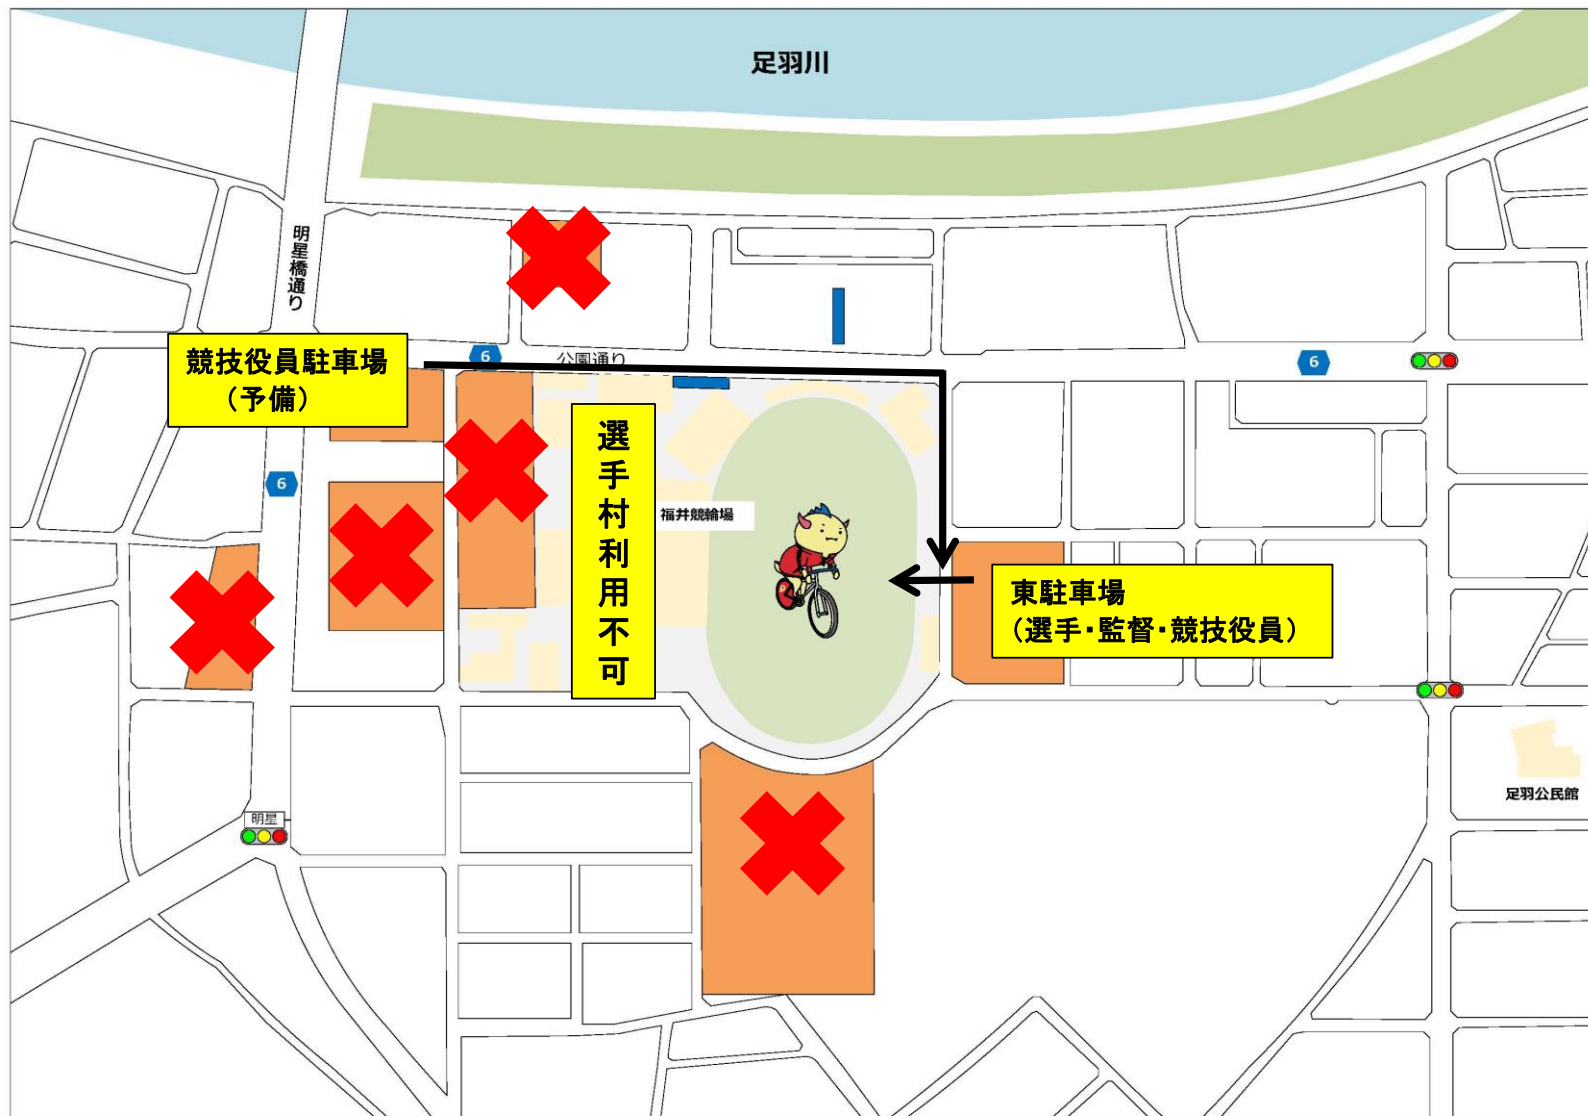 足羽川
明星橋通り
競技役員駐車場
（予備）
6
公園通り
6
選手村利用不可
6
福井競輪場
東駐車場
（選手・監督・競技役員）
足羽公民館
明星